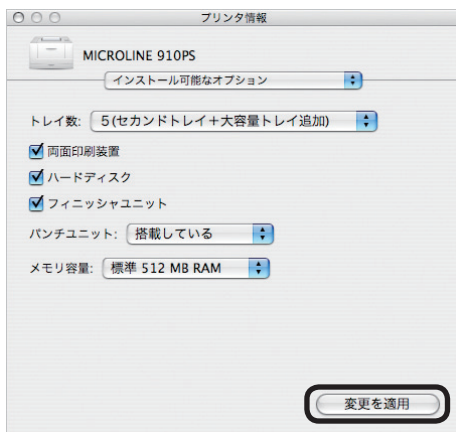 プリンタ情報
MICROLINE 910PS
インストール可能なオプション
トレイ数: 5(セカンドトレイ+大容量トレイ追加)
両面印刷装置
ハードディスク
フィニッシャユニット
パンチユニット: 搭載している
メモリ容量: 標準 512 MB RAM
変更を適用